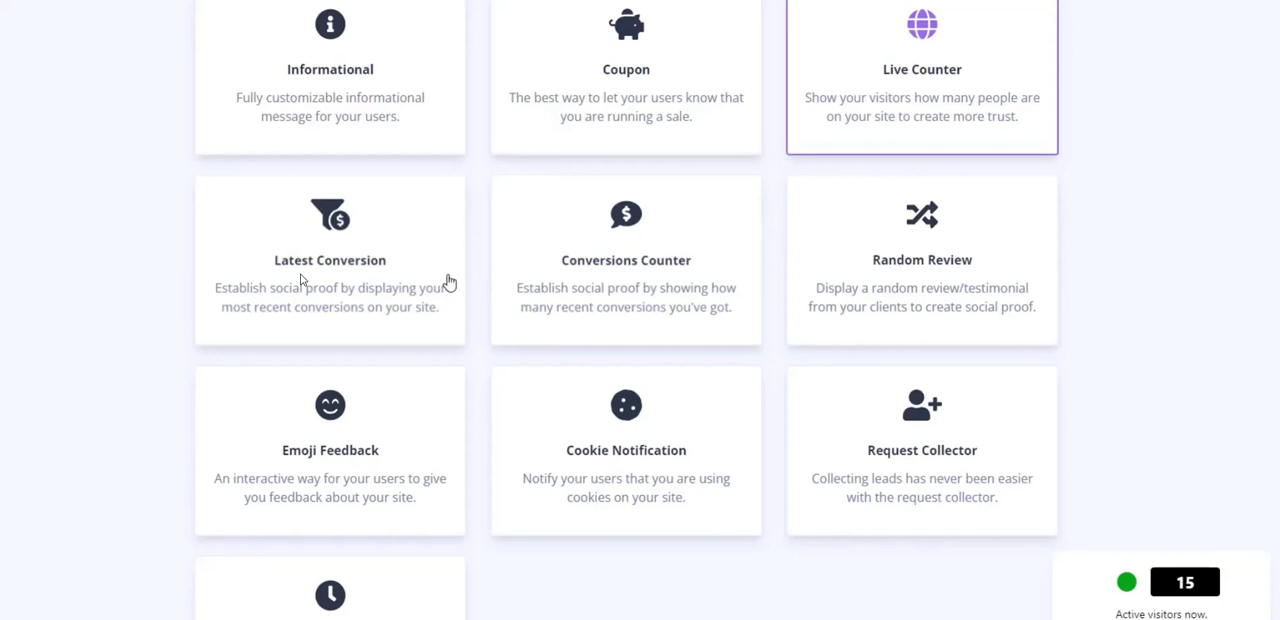 Informational
Fully customizable informational
message for your users.
Coupon
The best way to let your users know that
you are running a sale.
Live Counter
Show your visitors how many people are
on your site to create more trust.
Latest Conversion
Establish social proof by displaying your
most recent conversions on your site.
Conversions Counter
Establish social proof by showing how
many recent conversions you've got.
Random Review
Display a random review/testimonial
from your clients to create social proof.
Emoji Feedback
An interactive way for your users to give
you feedback about your site.
Cookie Notification
Notify your users that you are using
cookies on your site.
Request Collector
Collecting leads has never been easier
with the request collector.
15
Active visitors now.